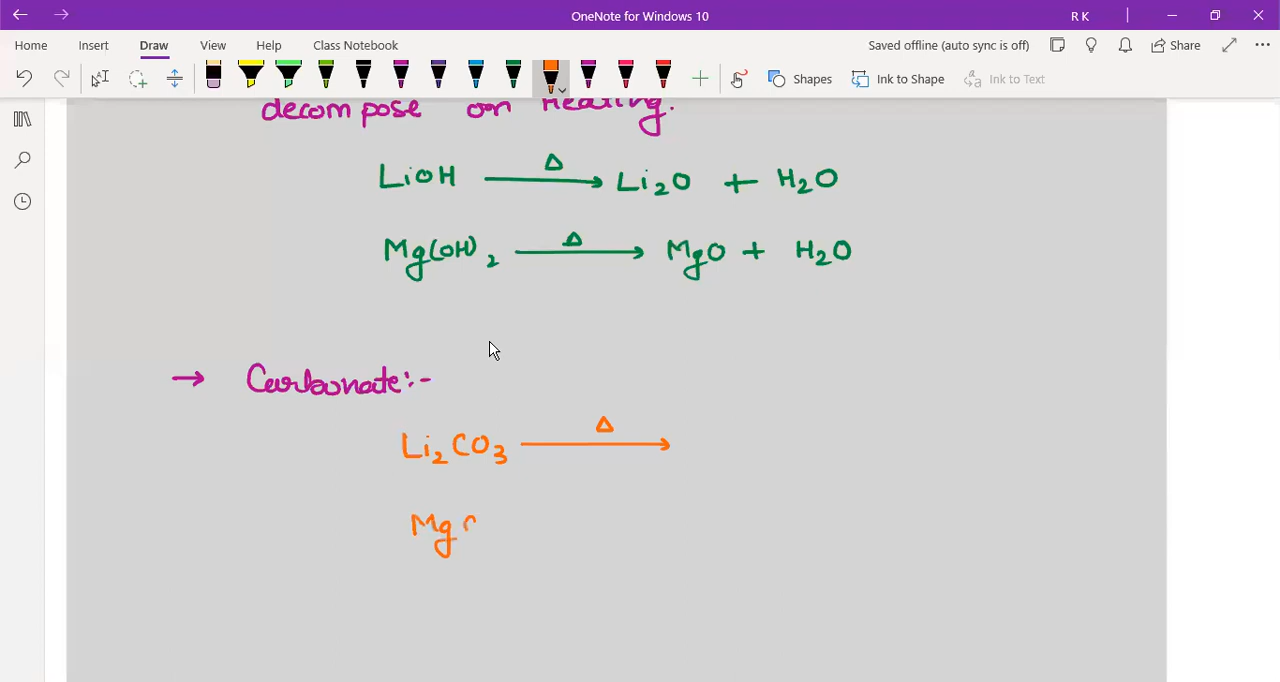 OneNote for Windows 10
R K
Home Insert Draw View Help Class Notebook
Saved offline (auto sync is off)
Share
Shapes
Ink to Shape
Ink to Text
decompose on Heating.
LiOH —Δ→ Li₂O + H₂O
Mg(OH)₂ —Δ→ MgO + H₂O
→ Carbonate:-
Li₂CO₃ —Δ→
Mg